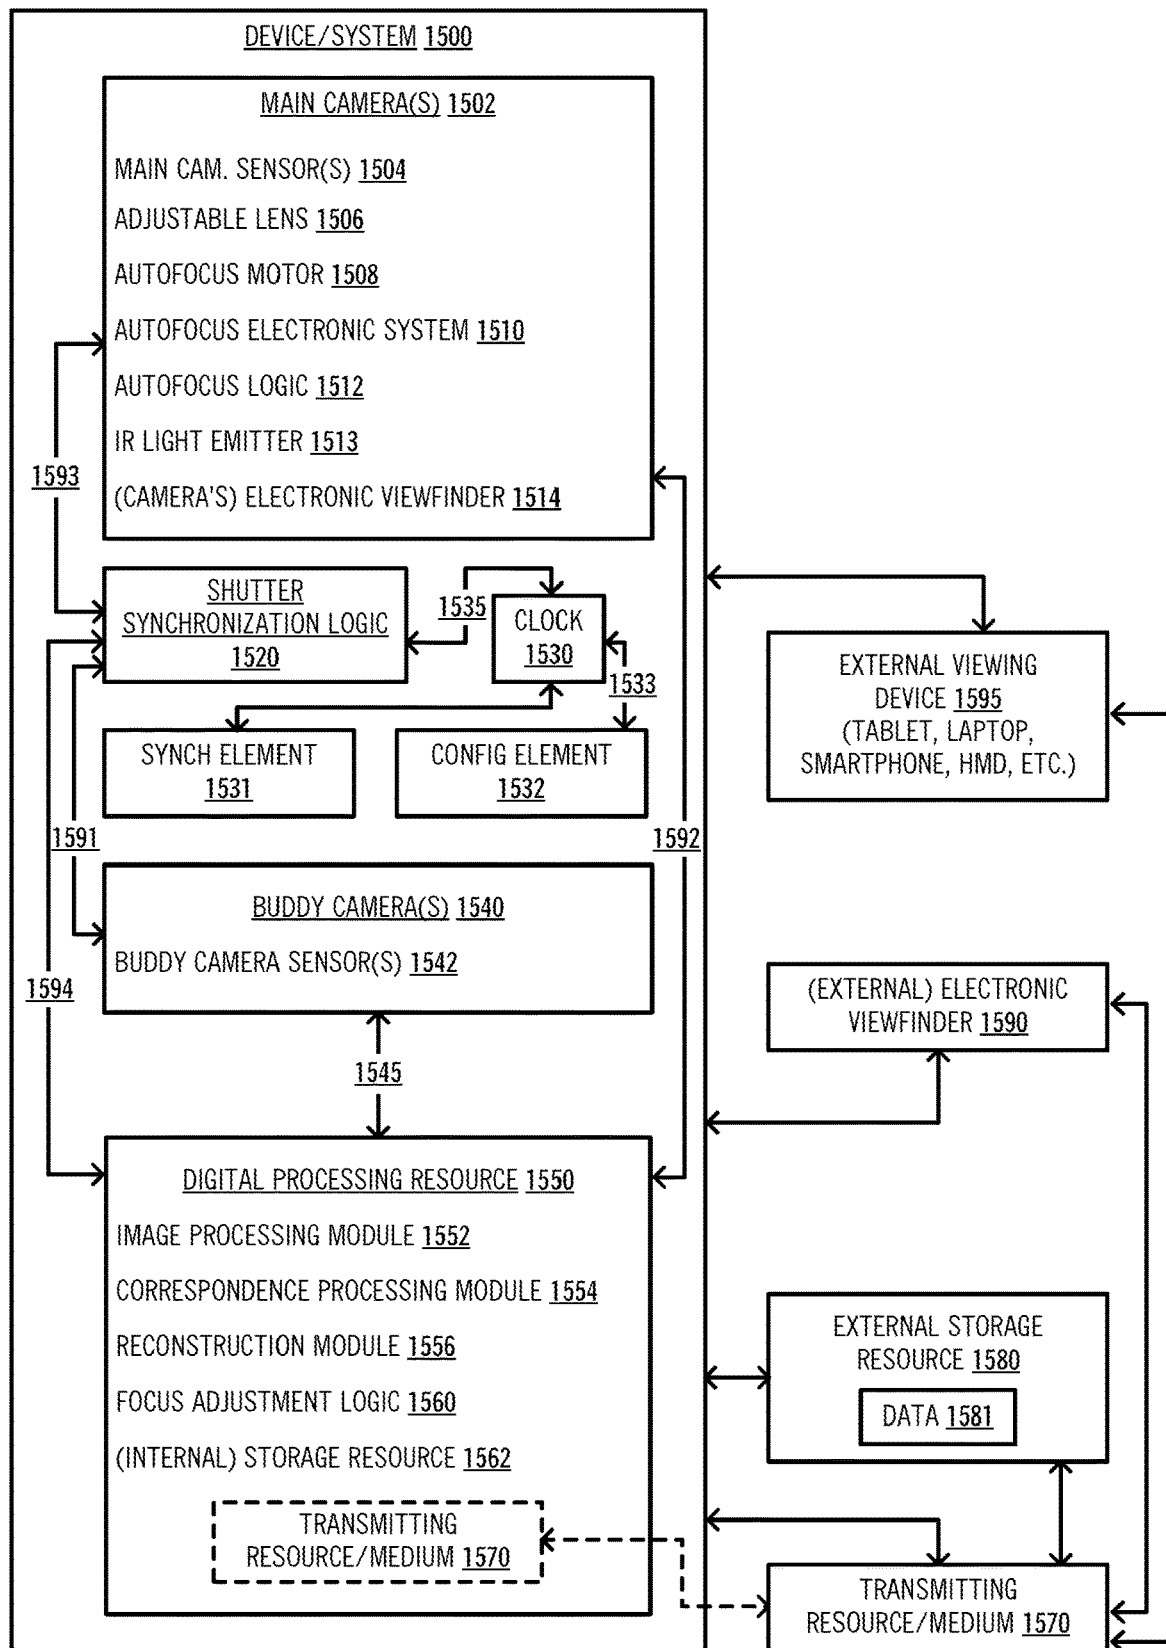 DEVICE/SYSTEM 1500
MAIN CAMERA(S) 1502
MAIN CAM. SENSOR(S) 1504
ADJUSTABLE LENS 1506
AUTOFOCUS MOTOR 1508
AUTOFOCUS ELECTRONIC SYSTEM 1510
AUTOFOCUS LOGIC 1512
IR LIGHT EMITTER 1513
(CAMERA'S) ELECTRONIC VIEWFINDER 1514
1593
SHUTTER
SYNCHRONIZATION LOGIC
1520
1535
CLOCK
1530
1533
SYNCH ELEMENT
1531
CONFIG ELEMENT
1532
1591
1592
BUDDY CAMERA(S) 1540
BUDDY CAMERA SENSOR(S) 1542
1594
1545
DIGITAL PROCESSING RESOURCE 1550
IMAGE PROCESSING MODULE 1552
CORRESPONDENCE PROCESSING MODULE 1554
RECONSTRUCTION MODULE 1556
FOCUS ADJUSTMENT LOGIC 1560
(INTERNAL) STORAGE RESOURCE 1562
TRANSMITTING
RESOURCE/MEDIUM 1570
EXTERNAL VIEWING
DEVICE 1595
(TABLET, LAPTOP,
SMARTPHONE, HMD, ETC.)
(EXTERNAL) ELECTRONIC
VIEWFINDER 1590
EXTERNAL STORAGE
RESOURCE 1580
DATA 1581
TRANSMITTING
RESOURCE/MEDIUM 1570